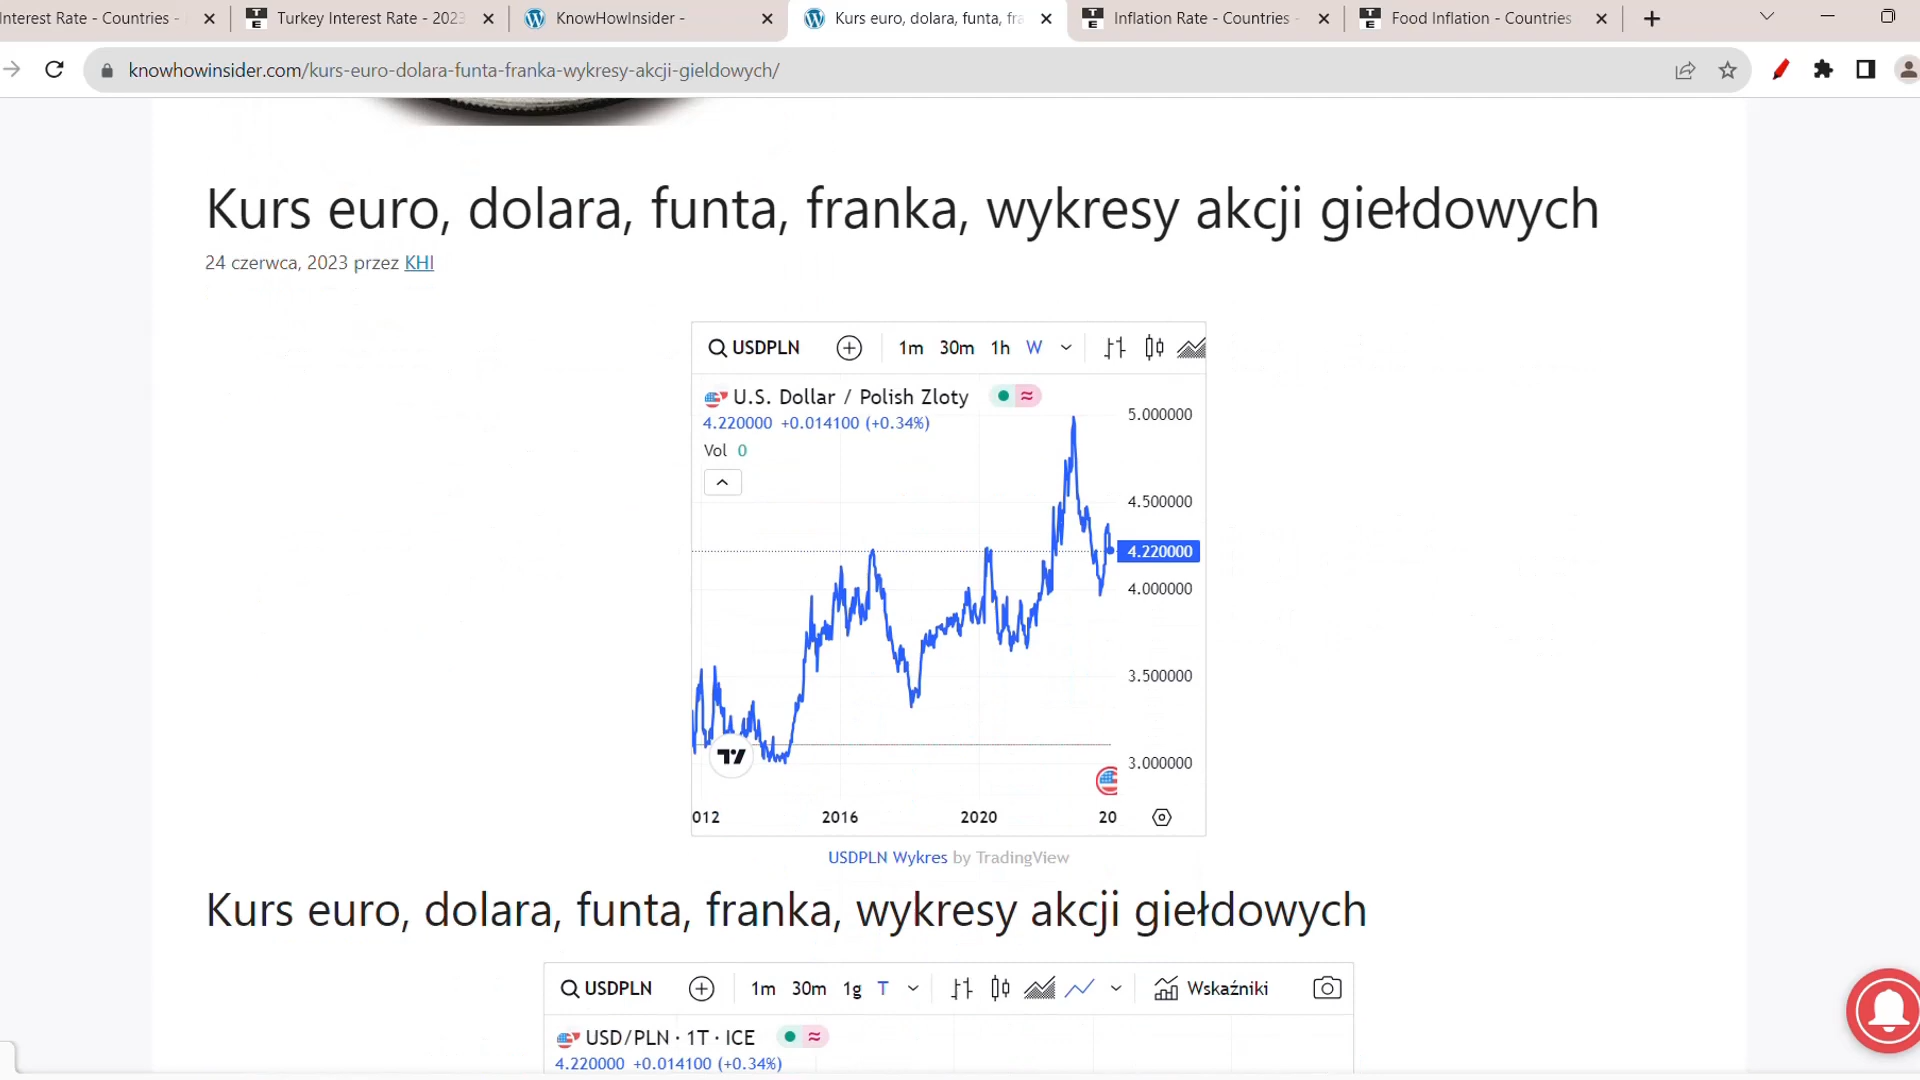 nterest Rate - Countries -
Turkey Interest Rate - 2023
KnowHowInsider -
Kurs euro, dolara, funta, fra
Inflation Rate - Countries -
Food Inflation - Countries
knowhowinsider.com/kurs-euro-dolara-funta-franka-wykresy-akcji-gieldowych/
Kurs euro, dolara, funta, franka, wykresy akcji giełdowych
24 czerwca, 2023 przez KHI
USDPLN 1m 30m 1h W
U.S. Dollar / Polish Zloty
4.220000 +0.014100 (+0.34%)
Vol 0
5.000000
4.500000
4.220000
4.000000
3.500000
3.000000
012 2016 2020 20
USDPLN Wykres by TradingView
Kurs euro, dolara, funta, franka, wykresy akcji giełdowych
USDPLN 1m 30m 1g T Wskaźniki
USD/PLN · 1T · ICE
4.220000 +0.014100 (+0.34%)